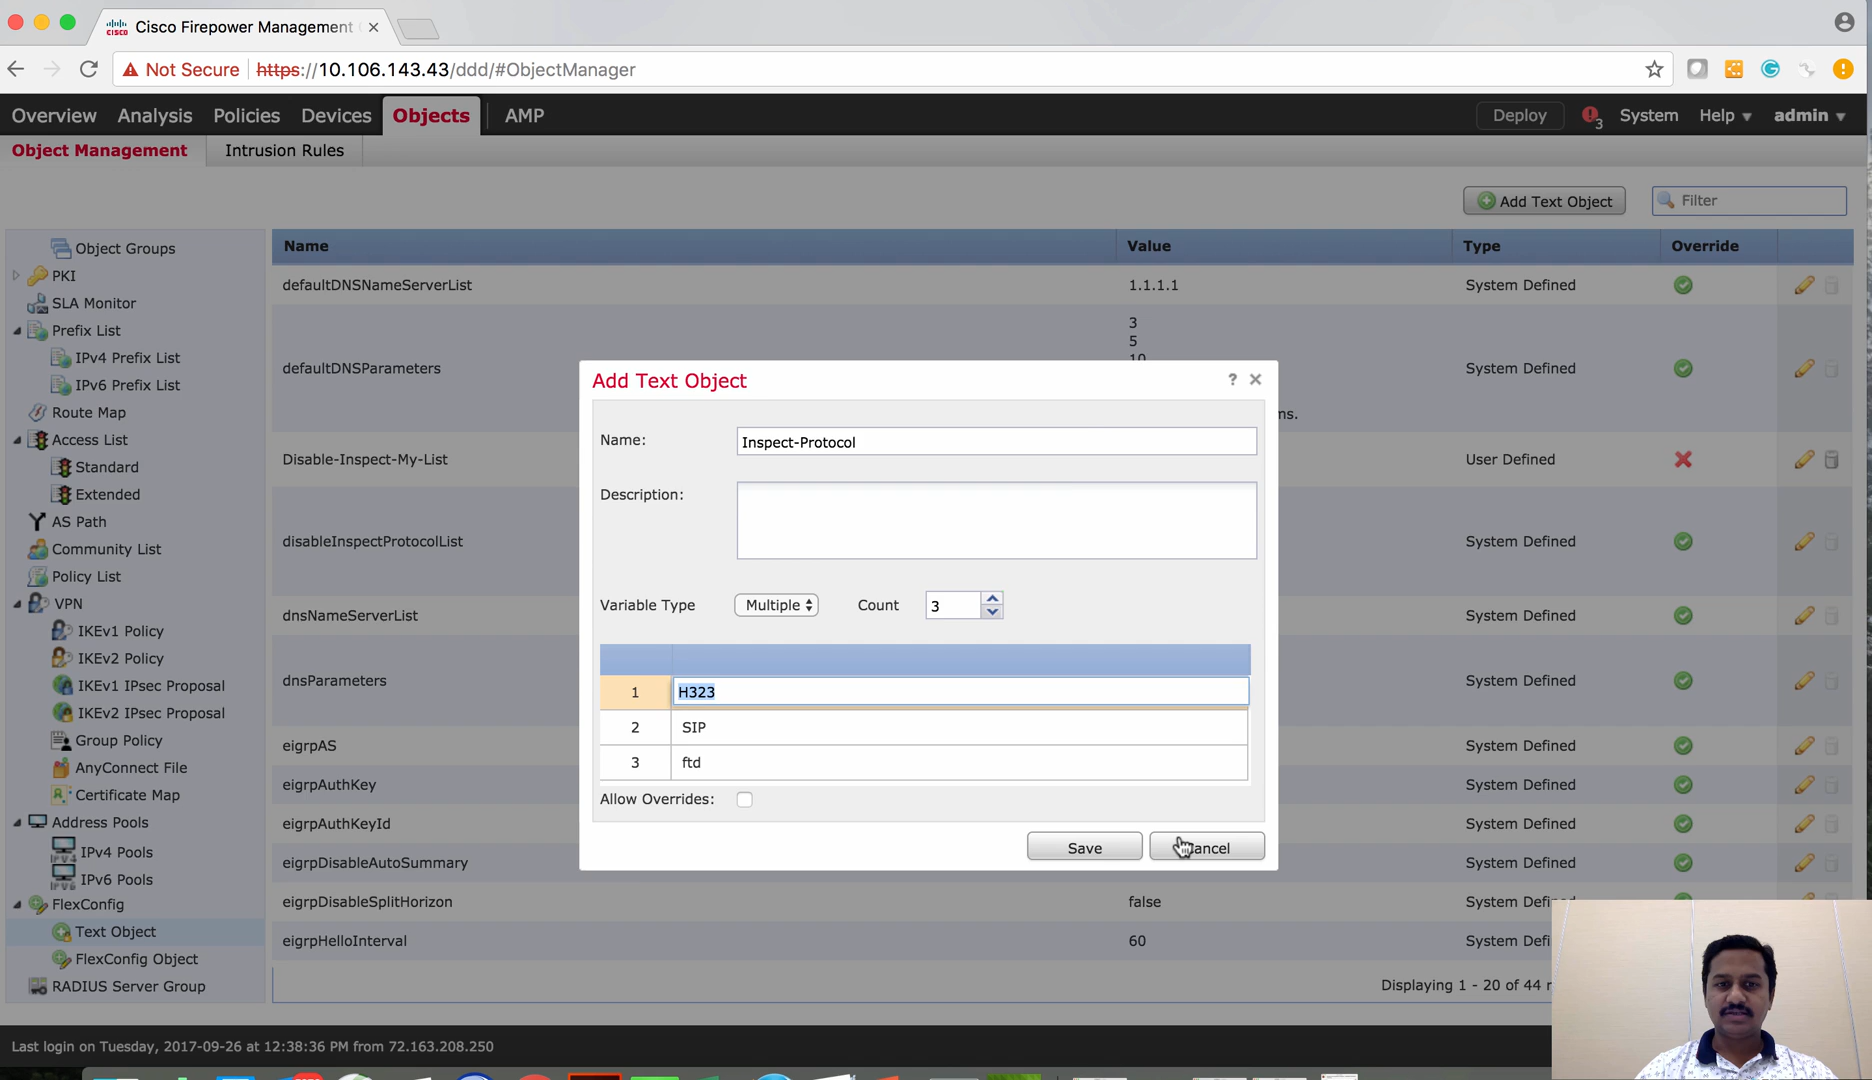 Cisco Firepower Management
Not Secure https://10.106.143.43/ddd/#ObjectManager
Overview Analysis Policies Devices Objects AMP Deploy 3 System Help admin
Object Management Intrusion Rules
Add Text Object Filter
Object Groups
PKI
SLA Monitor
Prefix List
IPv4 Prefix List
IPv6 Prefix List
Route Map
Access List
Standard
Extended
AS Path
Community List
Policy List
VPN
IKEv1 Policy
IKEv2 Policy
IKEv1 IPsec Proposal
IKEv2 IPsec Proposal
Group Policy
AnyConnect File
Certificate Map
Address Pools
IPv4 Pools
IPv6 Pools
FlexConfig
Text Object
FlexConfig Object
RADIUS Server Group
Name Value Type Override
defaultDNSNameServerList 1.1.1.1 System Defined
3
5
10
defaultDNSParameters System Defined
ms.
Disable-Inspect-My-List User Defined
disableInspectProtocolList System Defined
dnsNameServerList System Defined
dnsParameters System Defined
eigrpAS System Defined
eigrpAuthKey System Defined
eigrpAuthKeyId System Defined
eigrpDisableAutoSummary System Defined
eigrpDisableSplitHorizon false System Defined
eigrpHelloInterval 60 System Defi
Displaying 1 - 20 of 44 r
Add Text Object ?
Name: Inspect-Protocol
Description:
Variable Type Multiple Count 3
1 H323
2 SIP
3 ftd
Allow Overrides:
Save Cancel
Last login on Tuesday, 2017-09-26 at 12:38:36 PM from 72.163.208.250